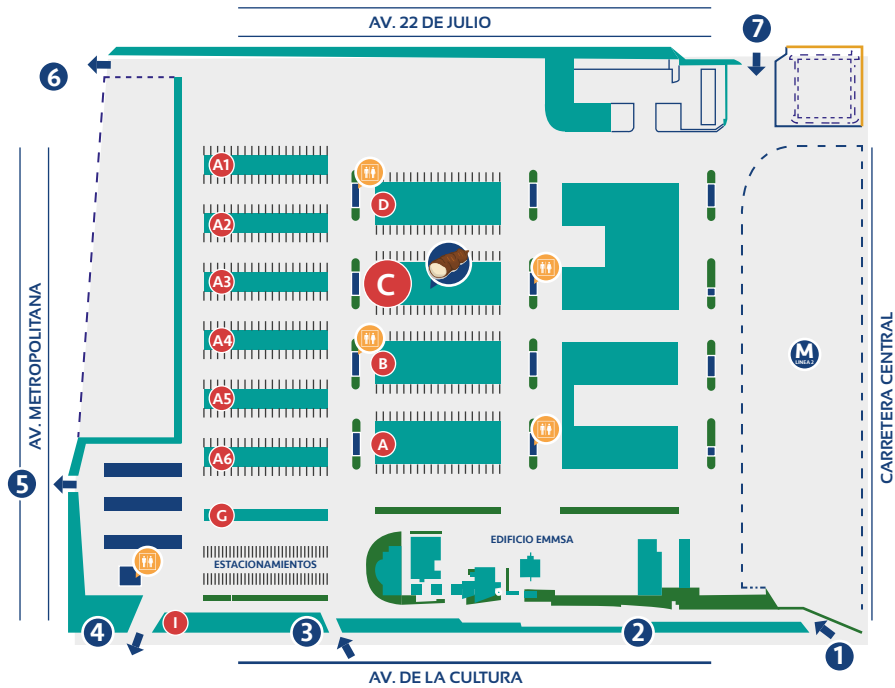 AV. 22 DE JULIO
7
6
A1
D
A2
C
A3
AV. METROPOLITANA
A4
B
M
LINEA 2
CARRETERA CENTRAL
A5
A
A6
5
G
EDIFICIO EMMSA
ESTACIONAMIENTOS
I
4
3
2
1
AV. DE LA CULTURA